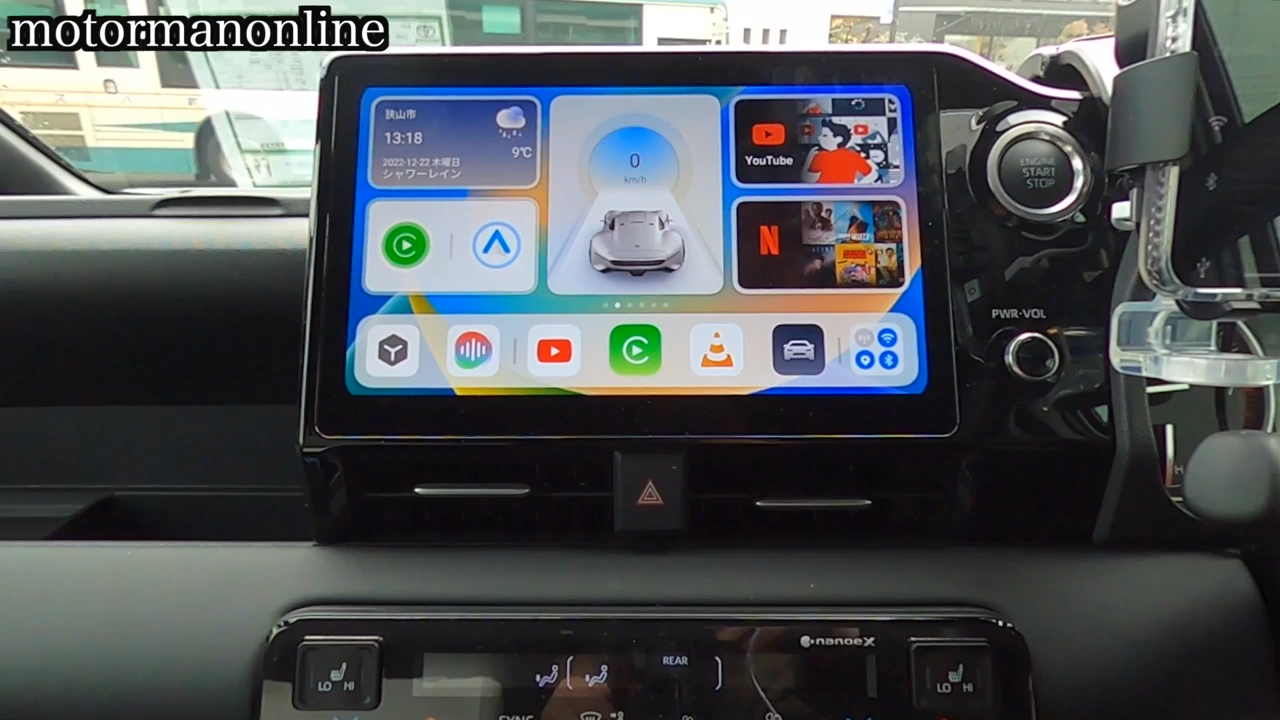 motormanonline
狭山市
13:18
9℃
2022-12-22 木曜日
シャワーレイン
0
km/h
YouTube
N
ENGINE
START
STOP
PWR·VOL
nanoeX
LO HI
REAR
LO HI
SYNC